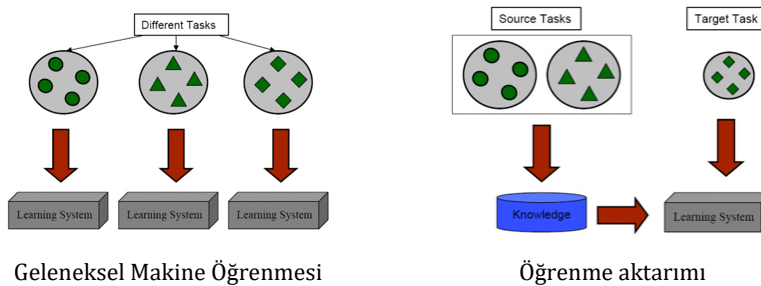 Different Tasks
Learning System
Learning System
Learning System
Geleneksel Makine Öğrenmesi
Source Tasks
Target Task
Knowledge
Learning System
Öğrenme aktarımı